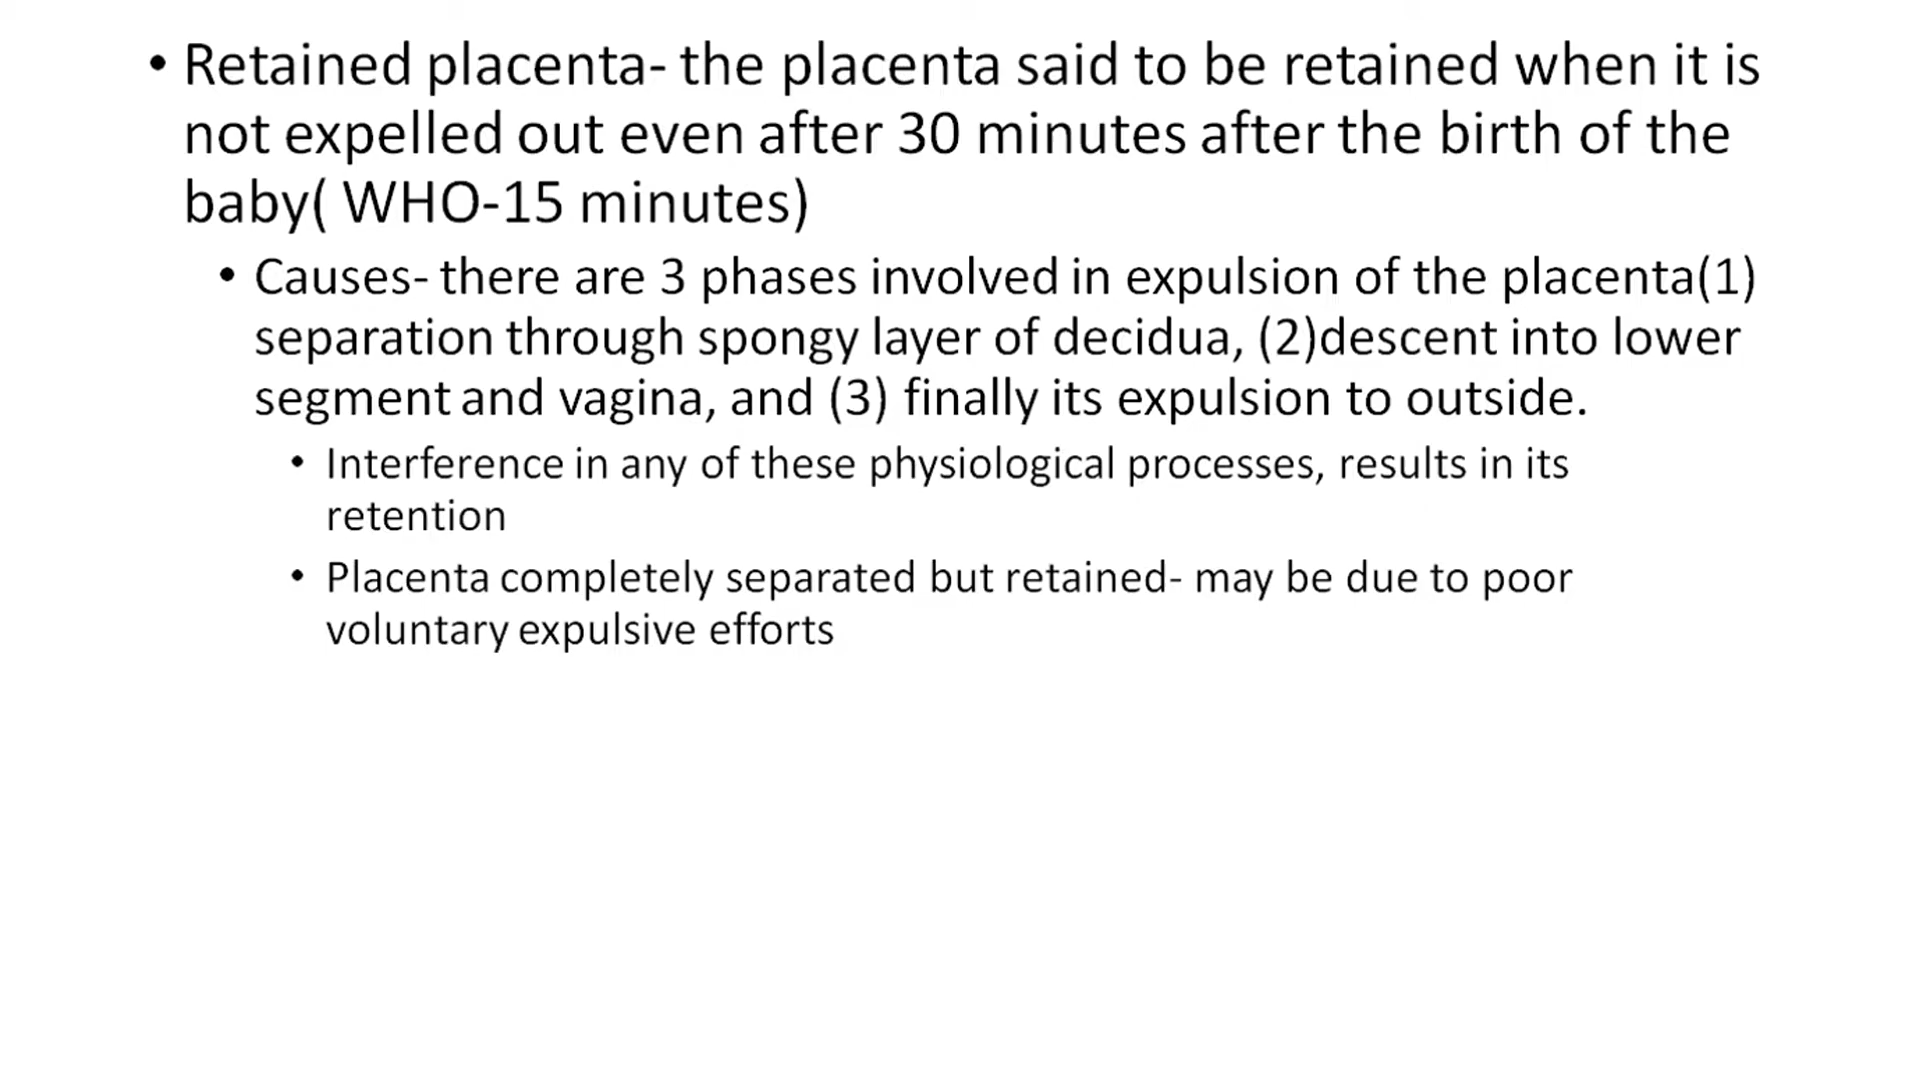 • Retained placenta- the placenta said to be retained when it is
not expelled out even after 30 minutes after the birth of the
baby( WHO-15 minutes)
• Causes- there are 3 phases involved in expulsion of the placenta(1)
separation through spongy layer of decidua, (2)descent into lower
segment and vagina, and (3) finally its expulsion to outside.
• Interference in any of these physiological processes, results in its
retention
• Placenta completely separated but retained- may be due to poor
voluntary expulsive efforts